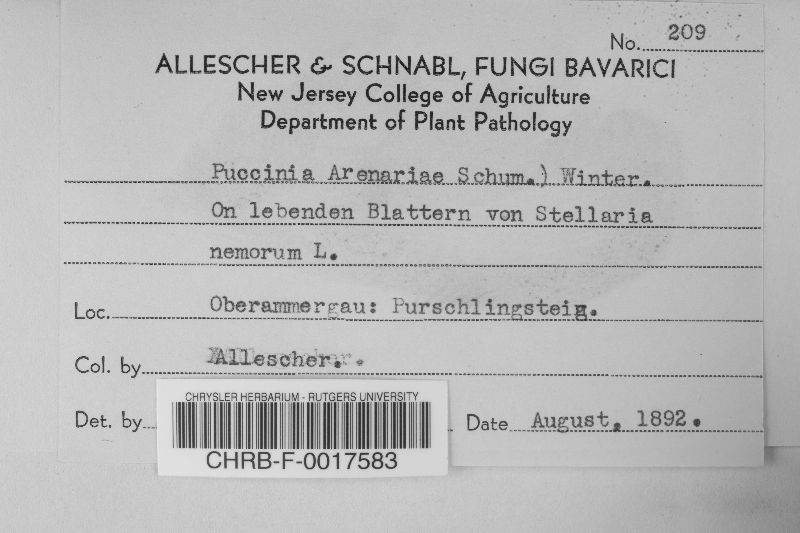 No. 209
ALLESCHER & SCHNABL, FUNGI BAVARICI
New Jersey College of Agriculture
Department of Plant Pathology
Puccinia Arenariae Schum.) Winter.
On lebenden Blattern von Stellaria
nemorum L.
Loc. Oberammergau: Purschlingsteig.
Col. by Allescher.
Det. by
Date August, 1892.
CHRYSLER HERBARIUM - RUTGERS UNIVERSITY
CHRB-F-0017583